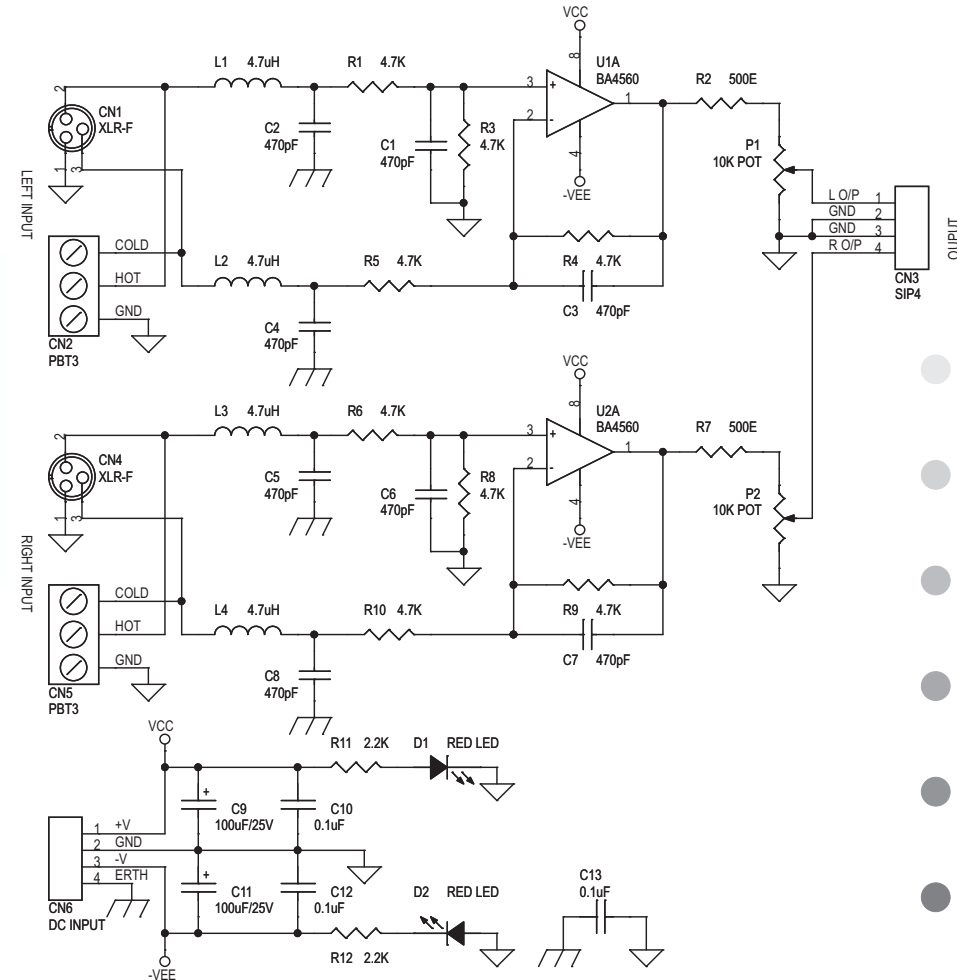 VCC
8
U1A
BA4560
L1 4.7uH
R1 4.7K
R2 500E
2
CN1
XLR-F
3
+
1
2
-
C2
470pF
C1
470pF
R3
4.7K
4
-VEE
P1
10K POT
1
3
LEFT INPUT
L O/P 1
GND 2
GND 3
R O/P 4
OUPUT
CN3
SIP4
COLD
HOT
GND
CN2
PBT3
L2 4.7uH
R5 4.7K
R4 4.7K
C3 470pF
C4
470pF
VCC
8
U2A
BA4560
L3 4.7uH
R6 4.7K
R7 500E
2
CN4
XLR-F
3
+
1
2
-
C5
470pF
C6
470pF
R8
4.7K
4
-VEE
P2
10K POT
1
3
RIGHT INPUT
COLD
HOT
GND
CN5
PBT3
L4 4.7uH
R10 4.7K
R9 4.7K
C7 470pF
C8
470pF
VCC
R11 2.2K
D1 RED LED
+
C9
100uF/25V
C10
0.1uF
1 +V
2 GND
3 -V
4 ERTH
CN6
DC INPUT
+
C11
100uF/25V
C12
0.1uF
D2 RED LED
C13
0.1uF
R12 2.2K
-VEE